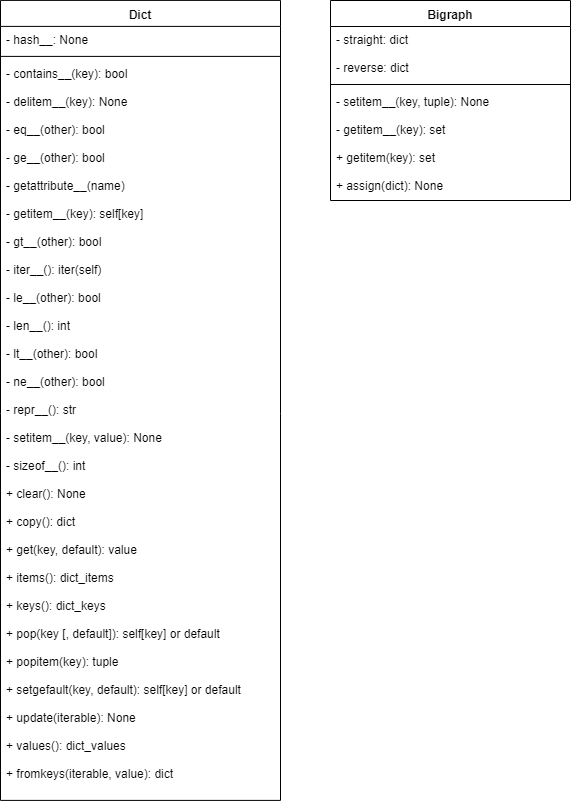 Dict
- hash__: None
- contains__(key): bool
- delitem__(key): None
- eq__(other): bool
- ge__(other): bool
- getattribute__(name)
- getitem__(key): self[key]
- gt__(other): bool
- iter__(): iter(self)
- le__(other): bool
- len__(): int
- lt__(other): bool
- ne__(other): bool
- repr__(): str
- setitem__(key, value): None
- sizeof__(): int
+ clear(): None
+ copy(): dict
+ get(key, default): value
+ items(): dict_items
+ keys(): dict_keys
+ pop(key [, default]): self[key] or default
+ popitem(key): tuple
+ setgefault(key, default): self[key] or default
+ update(iterable): None
+ values(): dict_values
+ fromkeys(iterable, value): dict
Bigraph
- straight: dict
- reverse: dict
- setitem__(key, tuple): None
- getitem__(key): set
+ getitem(key): set
+ assign(dict): None